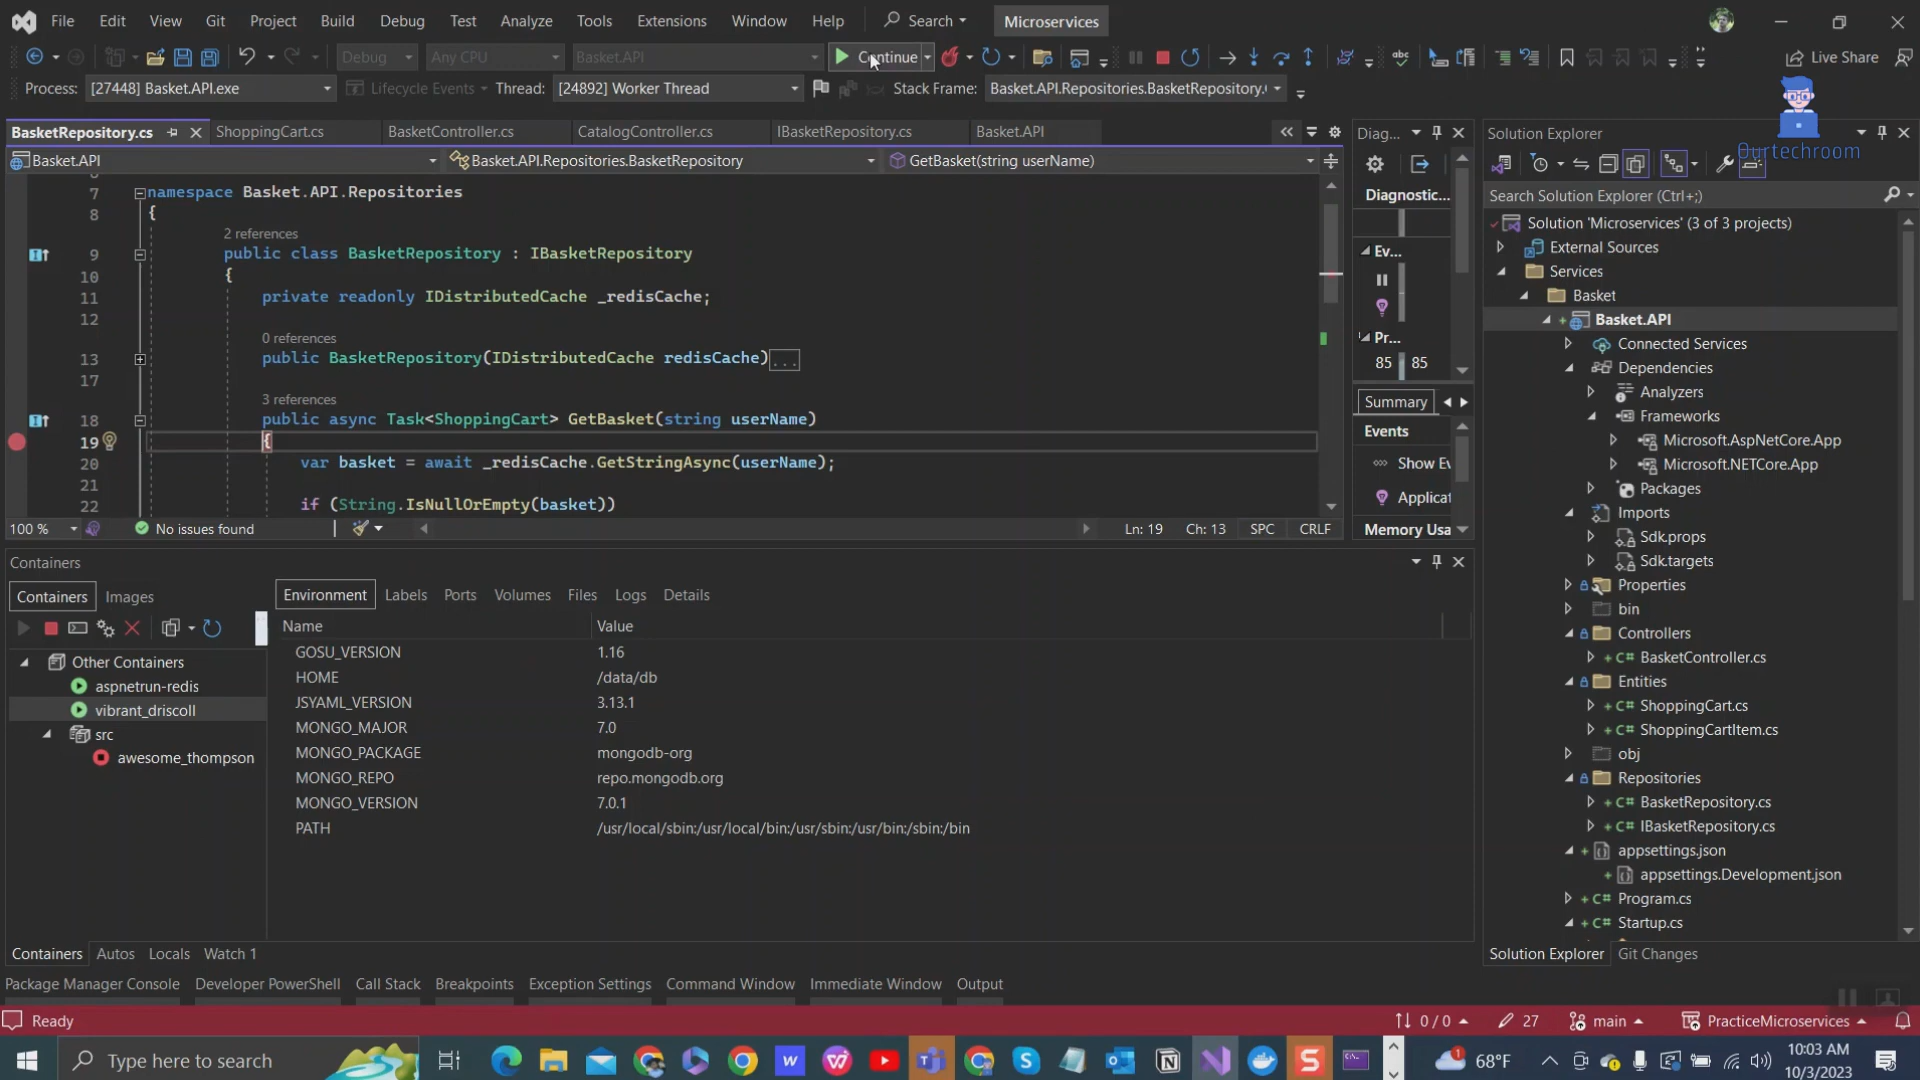 File Edit View Git Project Build Debug Test Analyze Tools Extensions Window Help Search Microservices
Debug Any CPU Basket.API Continue Live Share
Process: [27448] Basket.API.exe Lifecycle Events Thread: [24892] Worker Thread Stack Frame: Basket.API.Repositories.BasketRepository.
BasketRepository.cs ShoppingCart.cs BasketController.cs CatalogController.cs IBasketRepository.cs Basket.API
Basket.API Basket.API.Repositories.BasketRepository GetBasket(string userName)
7 namespace Basket.API.Repositories
8 {
2 references
9 public class BasketRepository : IBasketRepository
10 {
11 private readonly IDistributedCache _redisCache;
12
0 references
13 public BasketRepository(IDistributedCache redisCache)...
17
3 references
18 public async Task<ShoppingCart> GetBasket(string userName)
19 {
20 var basket = await _redisCache.GetStringAsync(userName);
21
22 if (String.IsNullOrEmpty(basket))
100 % No issues found Ln: 19 Ch: 13 SPC CRLF
Diag...
Diagnostic...
Ev...
Pr...
85 85
Summary
Events
Show Ev
Applicat
Memory Usa
Solution Explorer
Ourtechroom
Search Solution Explorer (Ctrl+;)
Solution 'Microservices' (3 of 3 projects)
External Sources
Services
Basket
Basket.API
Connected Services
Dependencies
Analyzers
Frameworks
Microsoft.AspNetCore.App
Microsoft.NETCore.App
Packages
Imports
Sdk.props
Sdk.targets
Properties
bin
Controllers
BasketController.cs
Entities
ShoppingCart.cs
ShoppingCartItem.cs
obj
Repositories
BasketRepository.cs
IBasketRepository.cs
appsettings.json
appsettings.Development.json
Program.cs
Startup.cs
Solution Explorer Git Changes
Containers
Containers Images
Other Containers
aspnetrun-redis
vibrant_driscoll
src
awesome_thompson
Environment Labels Ports Volumes Files Logs Details
Name Value
GOSU_VERSION 1.16
HOME /data/db
JSYAML_VERSION 3.13.1
MONGO_MAJOR 7.0
MONGO_PACKAGE mongodb-org
MONGO_REPO repo.mongodb.org
MONGO_VERSION 7.0.1
PATH /usr/local/sbin:/usr/local/bin:/usr/sbin:/usr/bin:/sbin:/bin
Containers Autos Locals Watch 1
Package Manager Console Developer PowerShell Call Stack Breakpoints Exception Settings Command Window Immediate Window Output
Ready 0 / 0 27 main PracticeMicroservices
Type here to search 68°F 10:03 AM
10/3/2023